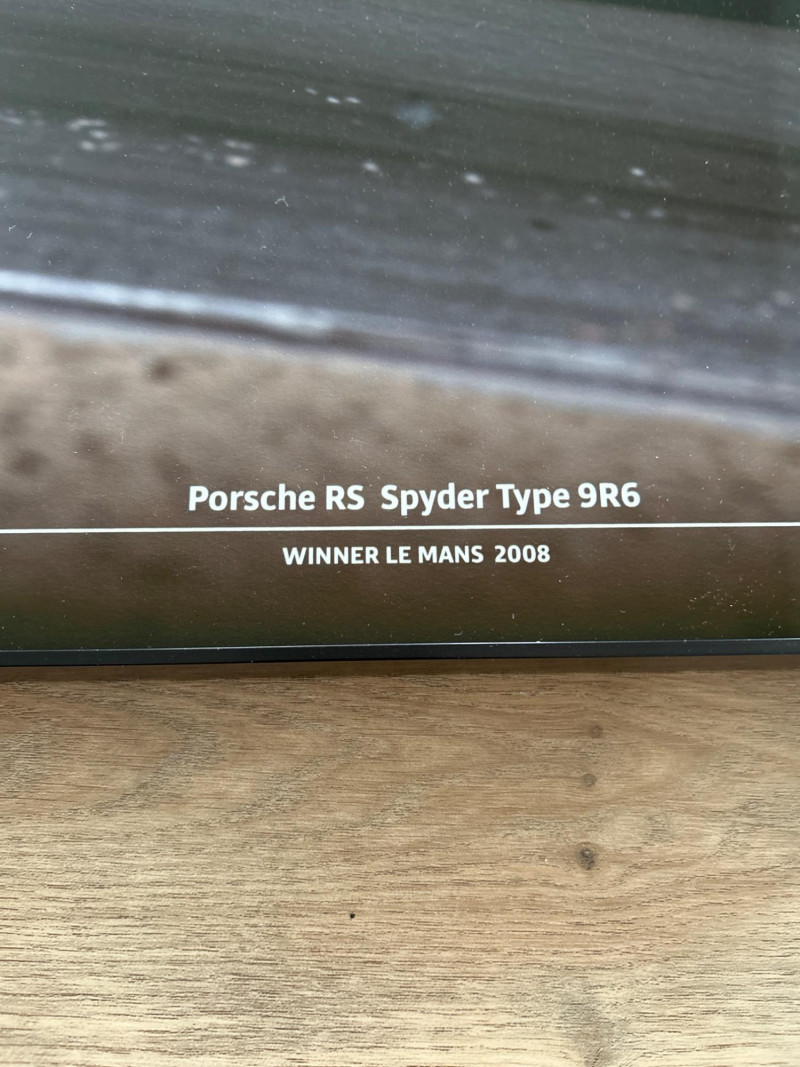 Porsche RS Spyder Type 9R6
WINNER LE MANS 2008